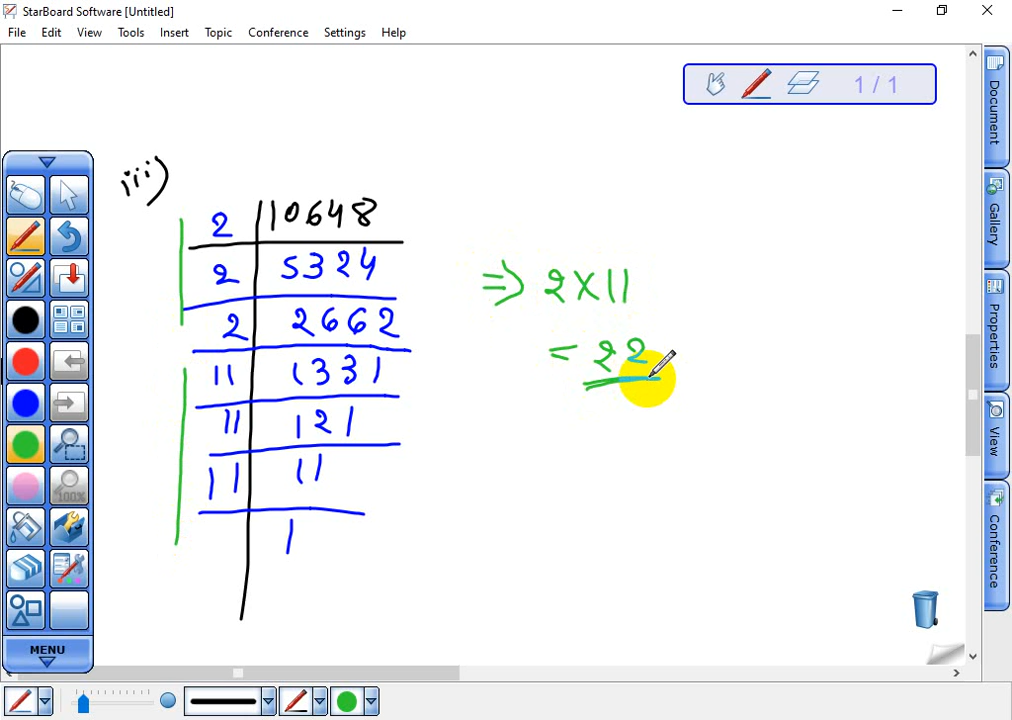 StarBoard Software [Untitled]
File Edit View Tools Insert Topic Conference Settings Help
1 / 1
Document
Gallery
Properties
View
Conference
iii)
2 | 10648
2 | 5324
2 | 2662
11 | 1331
11 | 121
11 | 11
1
=> 2 x 11
= 22
100%
MENU